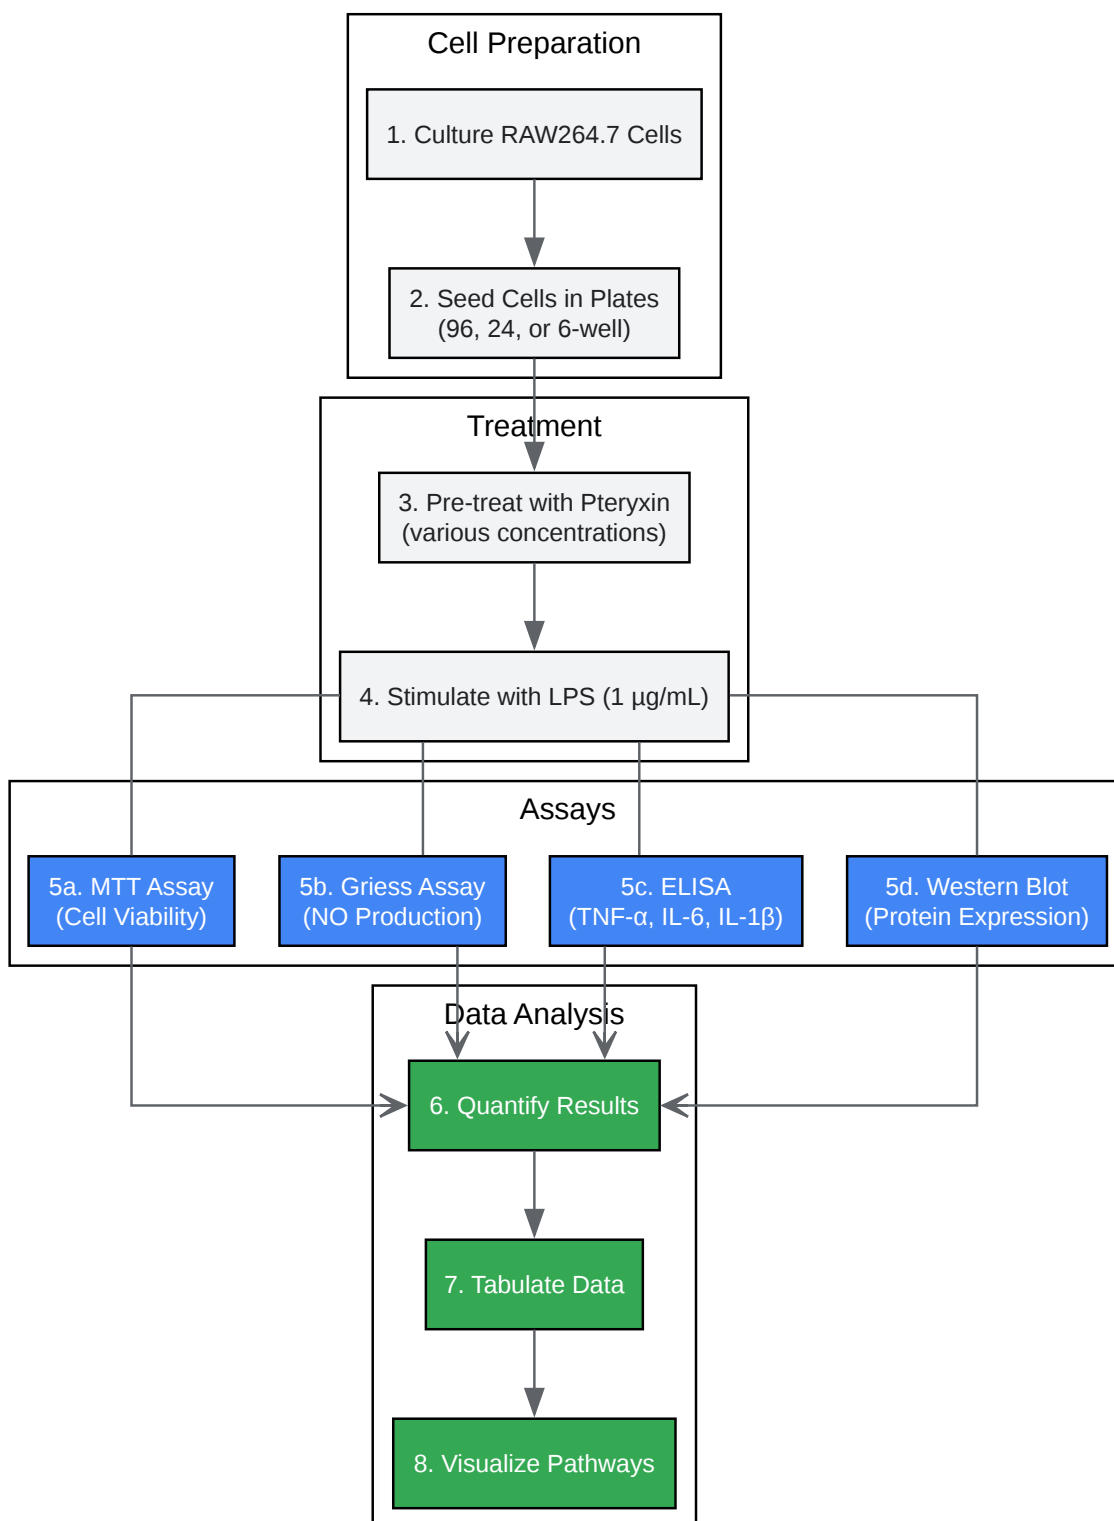 Cell Preparation
1. Culture RAW264.7 Cells
2. Seed Cells in Plates
(96, 24, or 6-well)
Treatment
3. Pre-treat with Pteryxin
(various concentrations)
4. Stimulate with LPS (1 µg/mL)
Assays
5a. MTT Assay
(Cell Viability)
5b. Griess Assay
(NO Production)
5c. ELISA
(TNF-α, IL-6, IL-1β)
5d. Western Blot
(Protein Expression)
Data Analysis
6. Quantify Results
7. Tabulate Data
8. Visualize Pathways